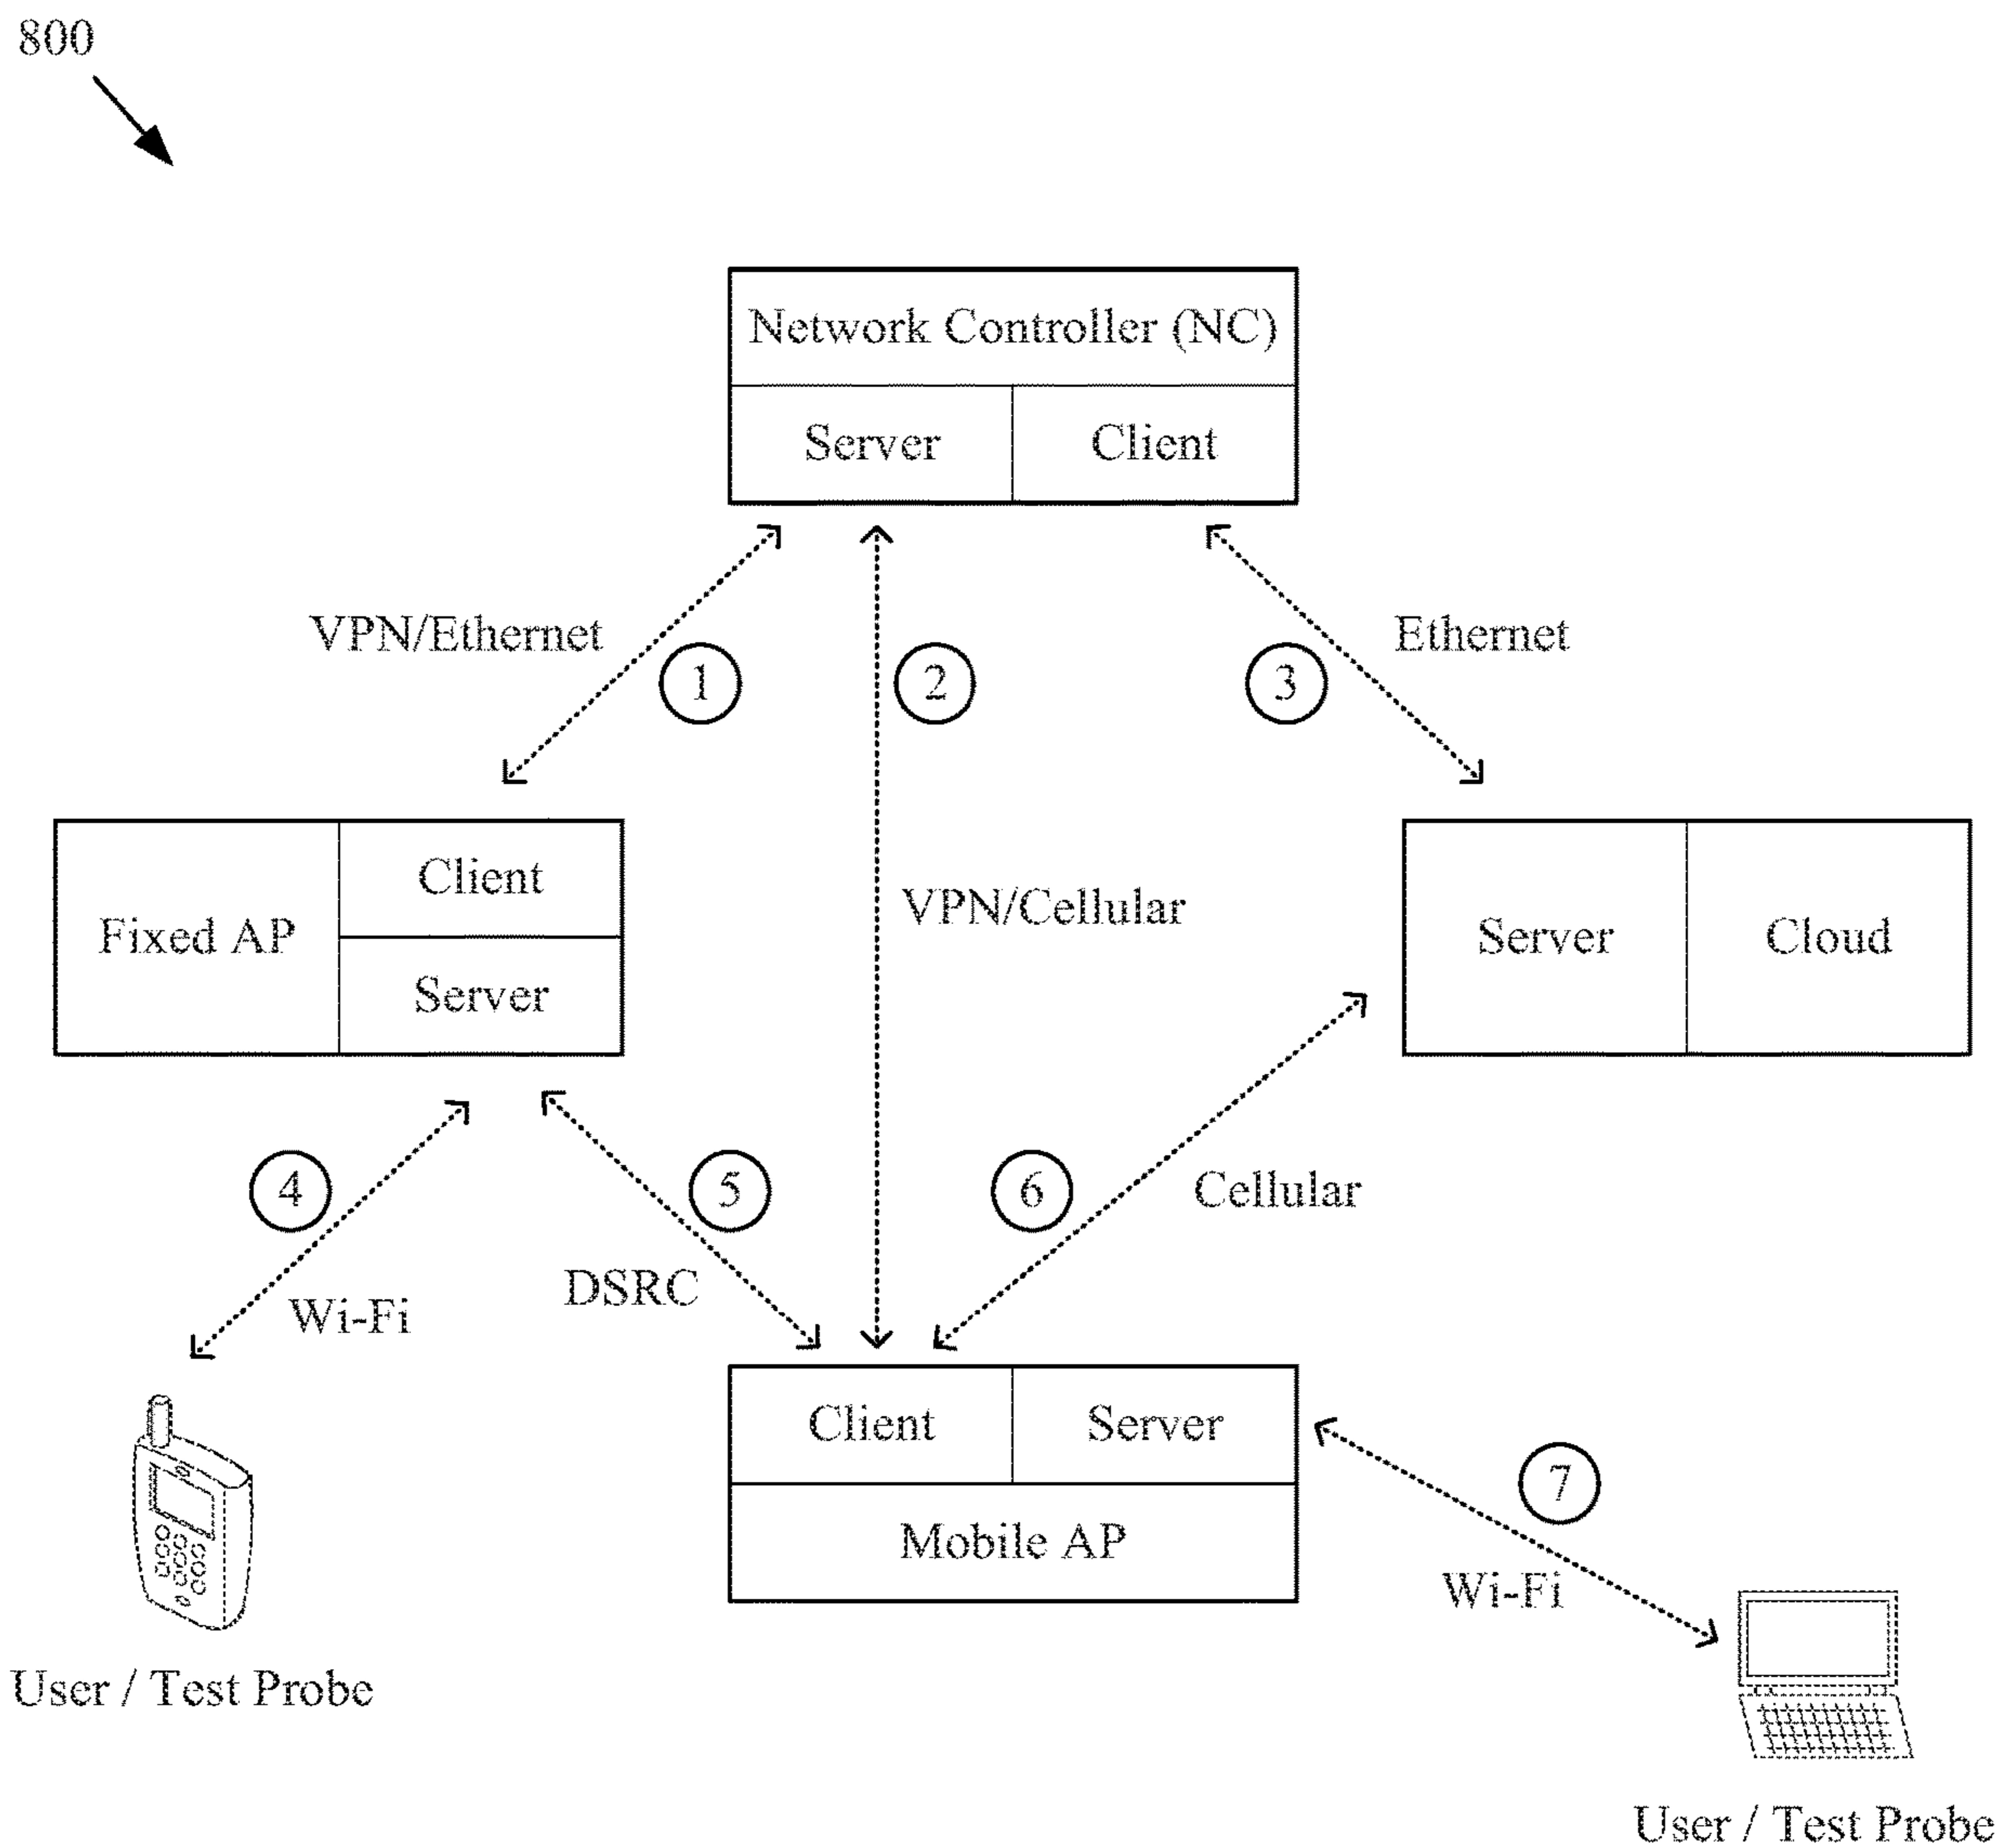 800
Network Controller (NC)
Server
Client
VPN/Ethernet
Ethernet
1
2
3
Client
Fixed AP
Server
VPN/Cellular
Server
Cloud
4
5
6
Cellular
DSRC
Wi-Fi
Client
Server
Mobile AP
7
Wi-Fi
User / Test Probe
User / Test Probe